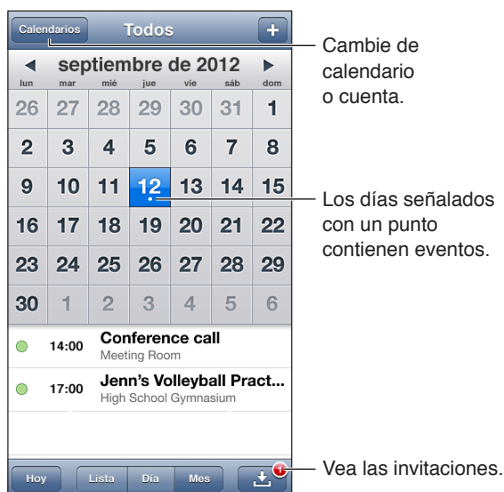 Calendarios Todos +
septiembre de 2012
lun mar mié jue vie sáb dom
26 27 28 29 30 31 1
2 3 4 5 6 7 8
9 10 11 12 13 14 15
16 17 18 19 20 21 22
23 24 25 26 27 28 29
30 1 2 3 4 5 6
14:00 Conference call
Meeting Room
17:00 Jenn's Volleyball Pract...
High School Gymnasium
Hoy Lista Día Mes 1
Cambie de
calendario
o cuenta.
Los días señalados
con un punto
contienen eventos.
Vea las invitaciones.